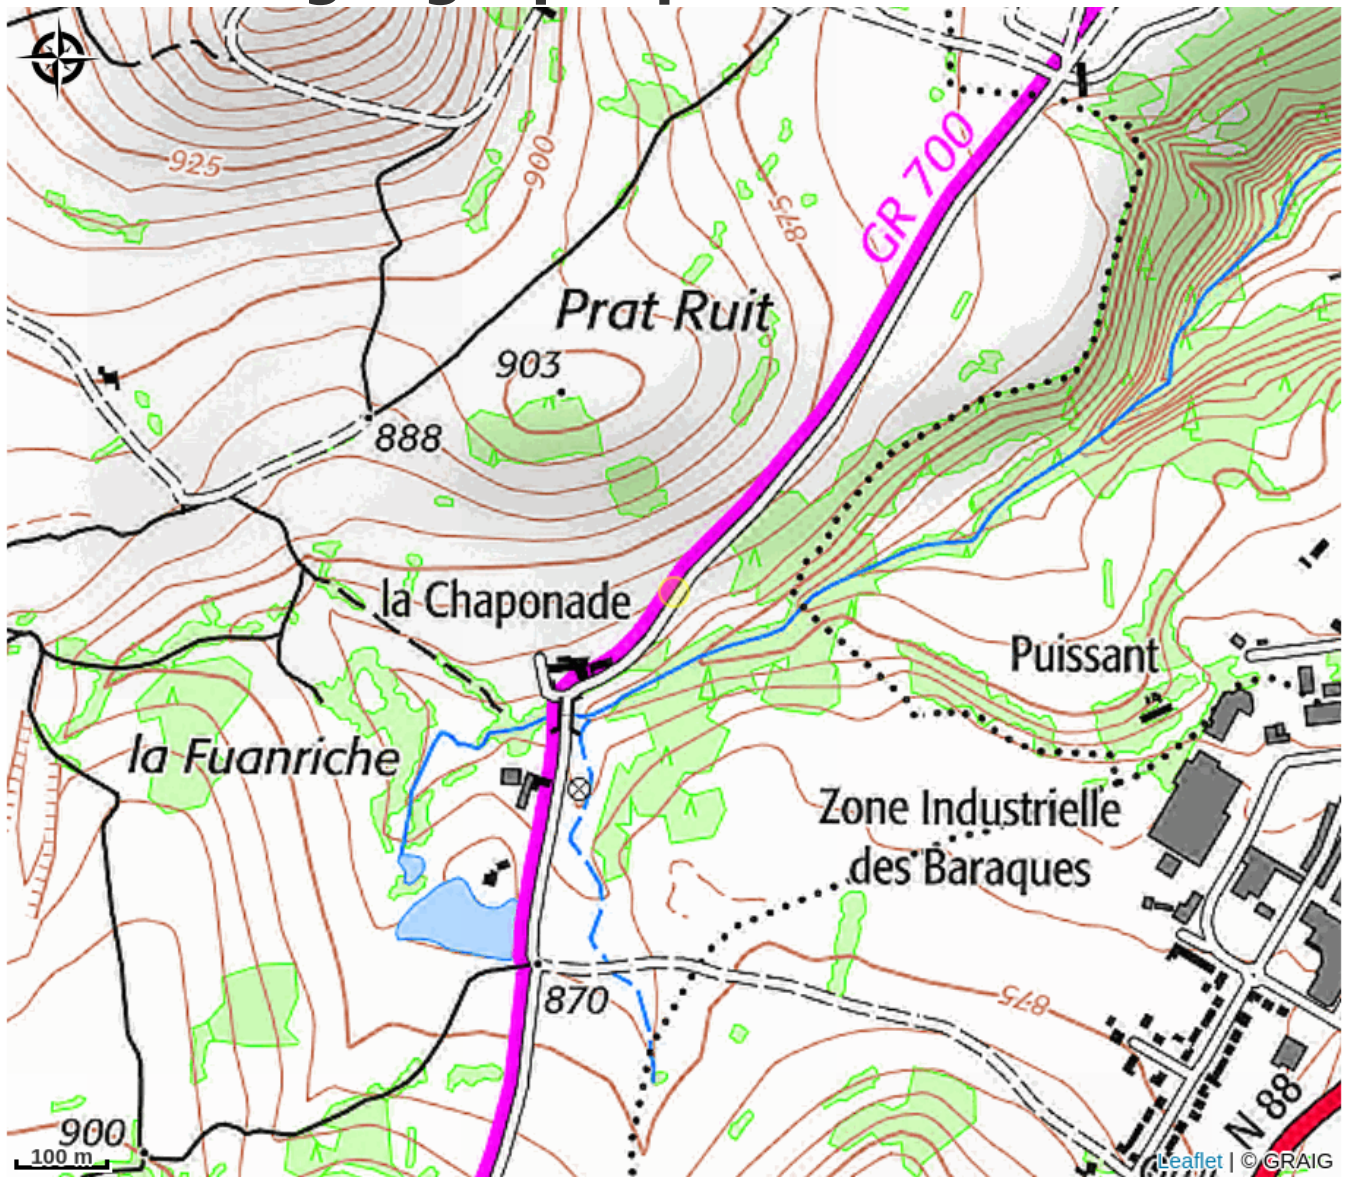 925
900
GR 700
875
Prat Ruit
903
888
la Chaponade
Puissant
la Fuanriche
Zone Industrielle
des Baraques
870
875
N 88
900
100 m
Leaflet | © GRAIG